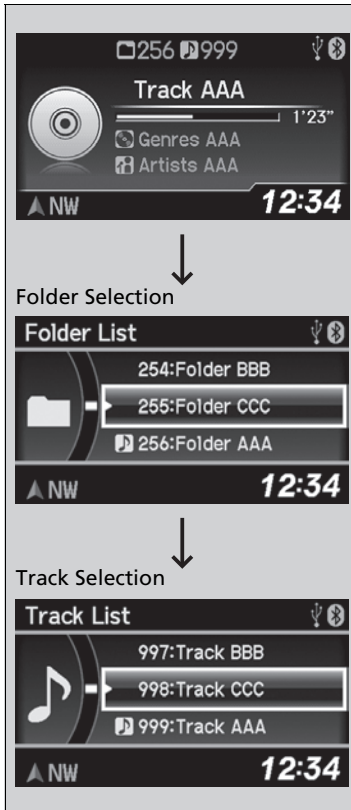 256 999
Track AAA
1'23"
Genres AAA
Artists AAA
NW 12:34
Folder Selection
Folder List
254:Folder BBB
255:Folder CCC
256:Folder AAA
NW 12:34
Track Selection
Track List
997:Track BBB
998:Track CCC
999:Track AAA
NW 12:34